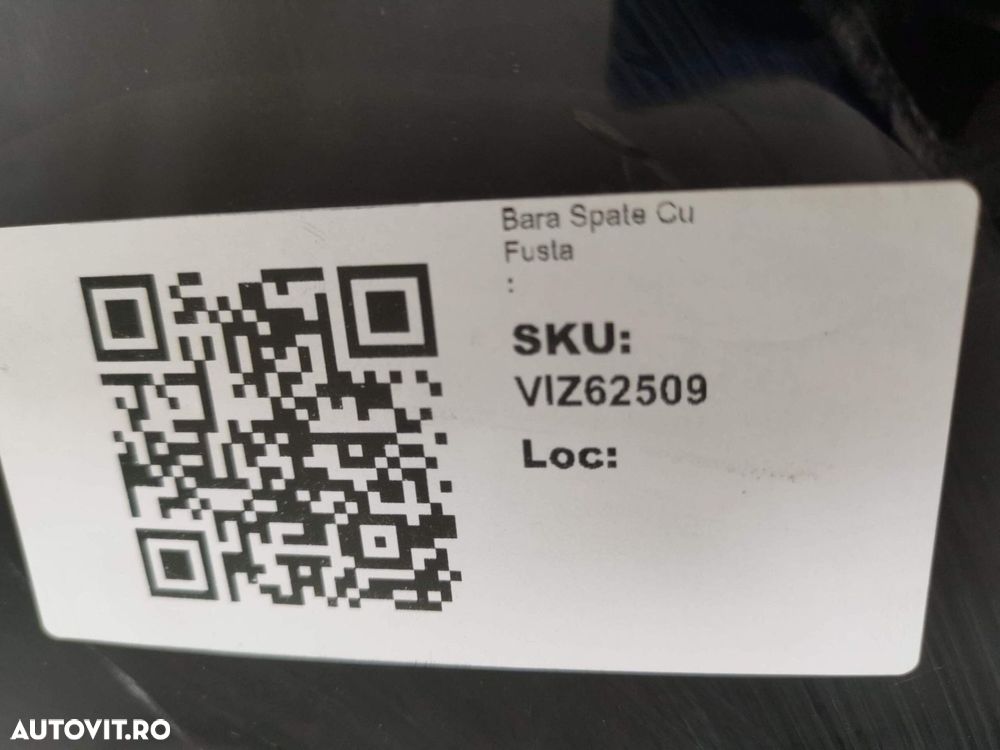 Bara Spate Cu
Fusta
:
SKU:
VIZ62509
Loc:
AUTOVIT.RO